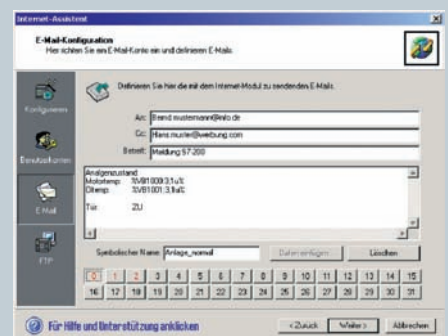 Internet-Assistent
E-Mail-Konfiguration
Hier richten Sie ein E-Mail-Konto ein und definieren E-Mails.
Konfigurieren
Benutzerkonten
E-Mail
FTP
Definieren Sie hier die mit dem Internet-Modul zu sendenden E-Mails.
An: Bernd.mustermann@info.de
Cc: Hans.muster@werbung.com
Betreff: Meldung S7-200
Analgenzustand
Motortemp:
Öltemp:
Tür: ZU
Symbolischer Name: Anlage_normal Daten einfügen Löschen
0 1 2 3 4 5 6 7 8 9 10 11 12 13 14 15
16 17 18 19 20 21 22 23 24 25 26 27 28 29 30 31
Für Hilfe und Unterstützung anklicken
<Zurück Weiter> Abbrechen